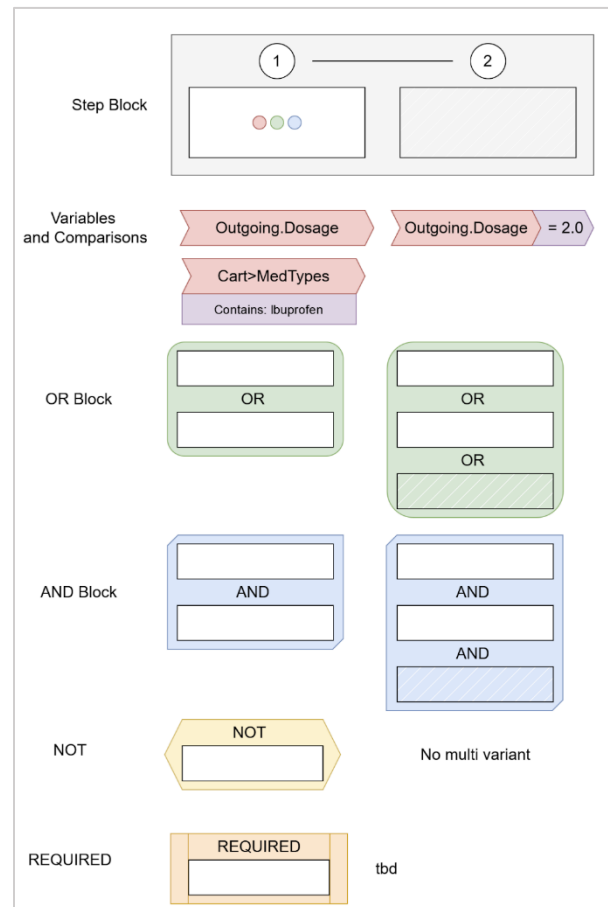 1
2
Step Block
Variables
and Comparisons
Outgoing.Dosage
Outgoing.Dosage
= 2.0
Cart>MedTypes
Contains: Ibuprofen
OR Block
OR
OR
OR
AND Block
AND
AND
AND
NOT
NOT
No multi variant
REQUIRED
REQUIRED
tbd